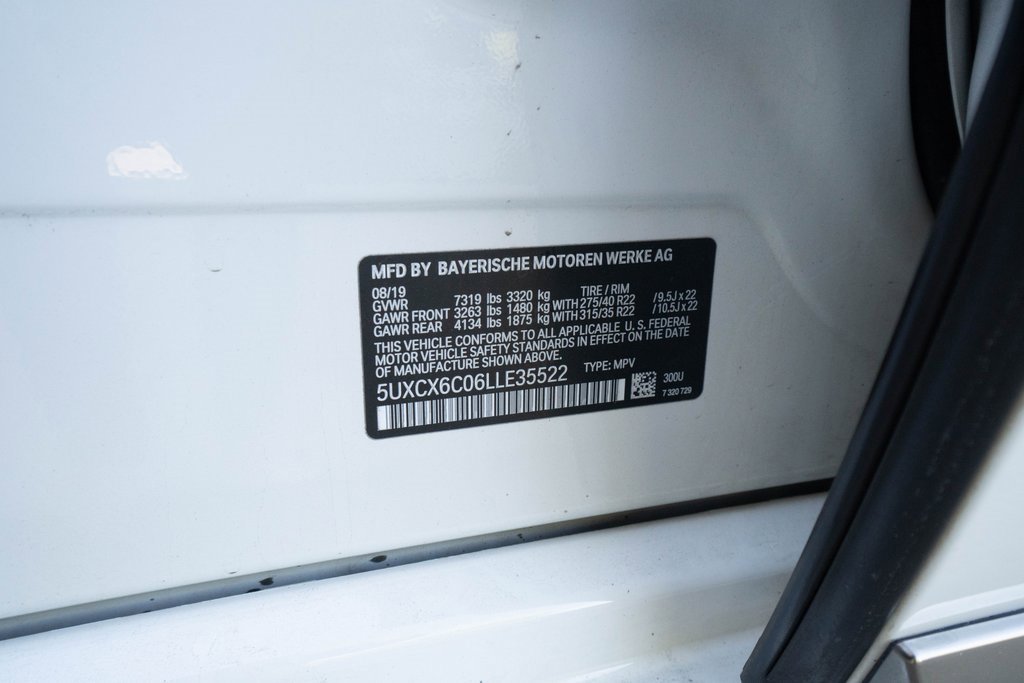 MFD BY BAYERISCHE MOTOREN WERKE AG
08/19 TIRE / RIM
GVWR 7319 lbs 3320 kg
GAWR FRONT 3263 lbs 1480 kg WITH 275/40 R22 / 9.5J x 22
GAWR REAR 4134 lbs 1875 kg WITH 315/35 R22 / 10.5J x 22
THIS VEHICLE CONFORMS TO ALL APPLICABLE U. S. FEDERAL
MOTOR VEHICLE SAFETY STANDARDS IN EFFECT ON THE DATE
OF MANUFACTURE SHOWN ABOVE.
5UXCX6C06LLE35522 TYPE: MPV
300U
7 320 729